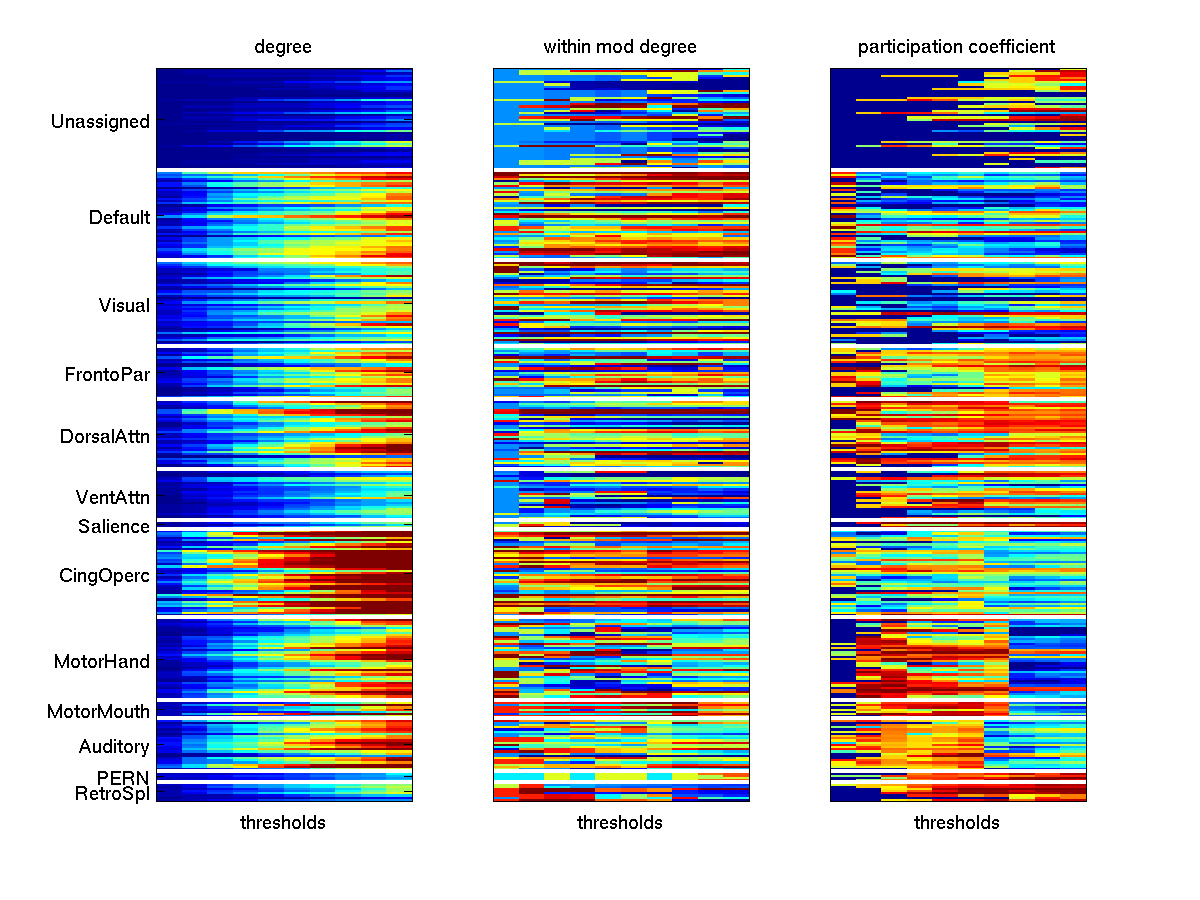 degree
within mod degree
participation coefficient
Unassigned
Default
Visual
FrontoPar
DorsalAttn
VentAttn
Salience
CingOperc
MotorHand
MotorMouth
Auditory
PERN
RetroSpl
thresholds
thresholds
thresholds